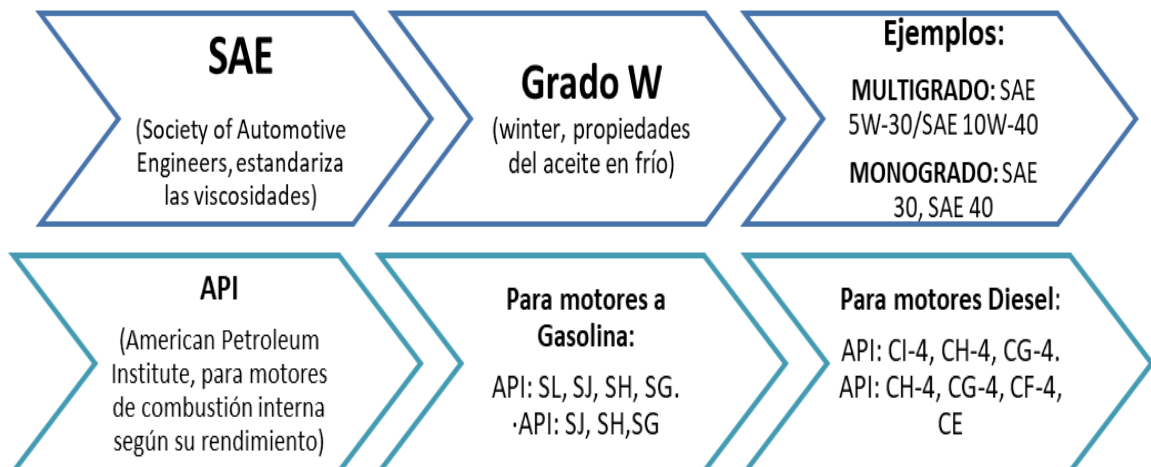 SAE
(Society of Automotive
Engineers, estandariza
las viscosidades)
Grado W
(winter, propiedades
del aceite en frío)
Ejemplos:
MULTIGRADO: SAE
5W-30/SAE 10W-40
MONOGRADO: SAE
30, SAE 40
API
(American Petroleum
Institute, para motores
de combustión interna
según su rendimiento)
Para motores a
Gasolina:
API: SL, SJ, SH, SG.
·API: SJ, SH,SG
Para motores Diesel:
API: CI-4, CH-4, CG-4.
API: CH-4, CG-4, CF-4,
CE